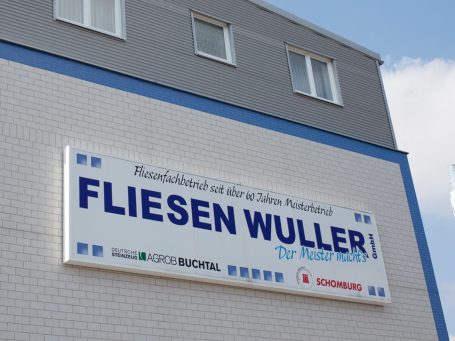 Fliesenfachbetrieb seit über 60 Jahren Meisterbetrieb
FLIESEN WULLER GmbH
Der Meister macht's
DEUTSCHE STEINZEUG
AGROB BUCHTAL
SCHOMBURG